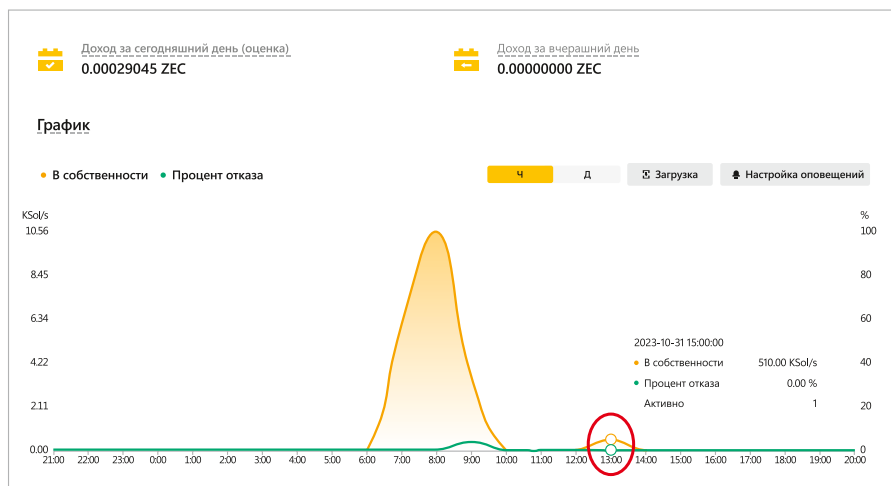 Доход за сегодняшний день (оценка)
0.00029045 ZEC
Доход за вчерашний день
0.00000000 ZEC
График
В собственности
Процент отказа
Ч
Д
Загрузка
Настройка оповещений
KSol/s
%
10.56
100
8.45
80
6.34
60
2023-10-31 15:00:00
4.22
В собственности 510.00 KSol/s
40
Процент отказа 0.00 %
2.11
Активно 1
20
0.00
0
21:00 22:00 23:00 0:00 1:00 2:00 3:00 4:00 5:00 6:00 7:00 8:00 9:00 10:00 11:00 12:00 13:00 14:00 15:00 16:00 17:00 18:00 19:00 20:00